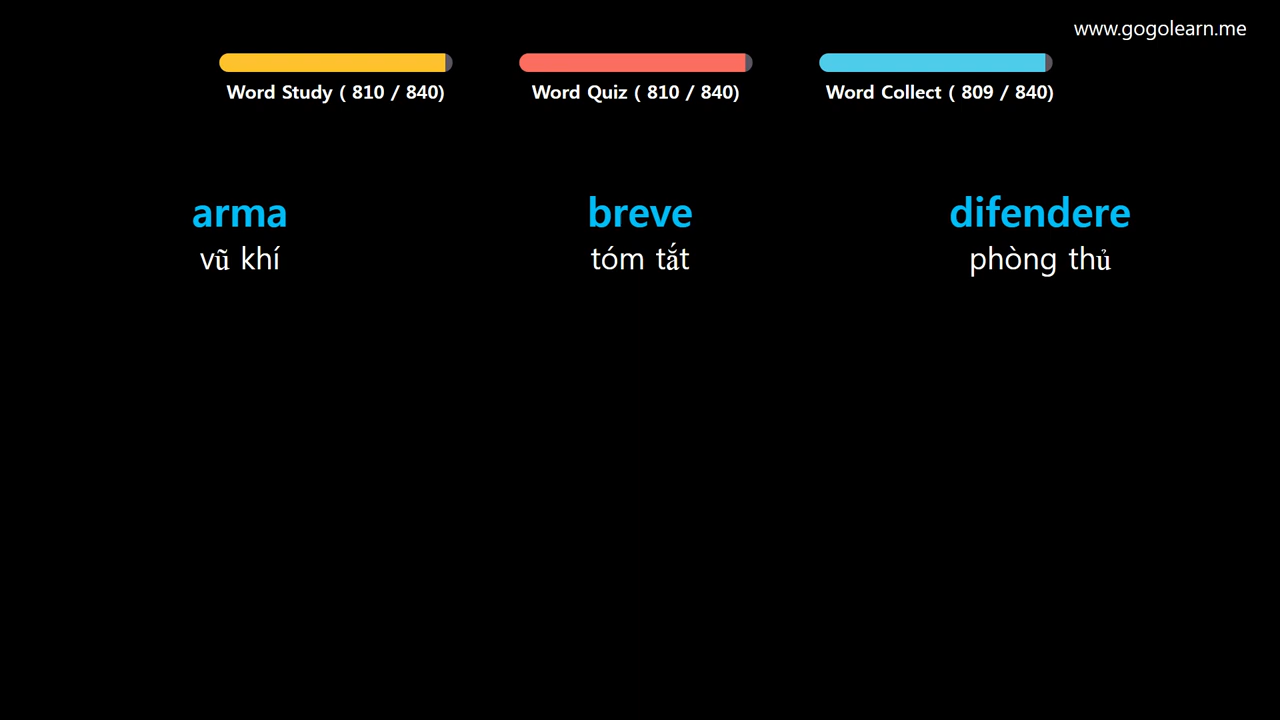 www.gogolearn.me
Word Study ( 810 / 840)
Word Quiz ( 810 / 840)
Word Collect ( 809 / 840)
arma
vũ khí
breve
tóm tắt
difendere
phòng thủ